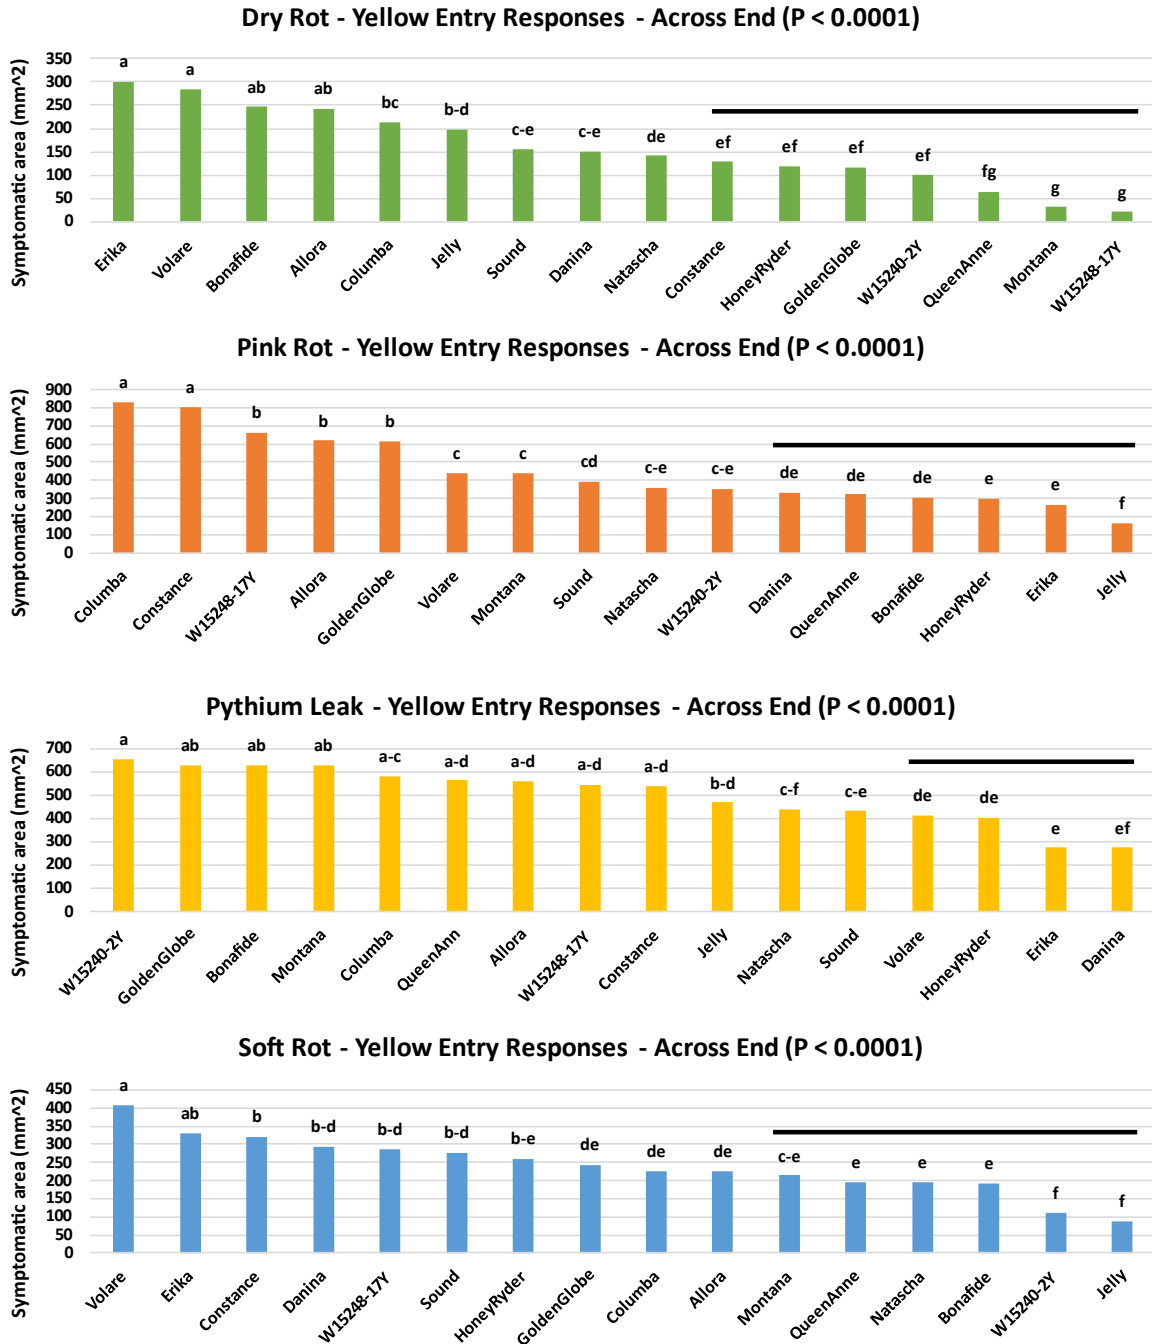 Dry Rot - Yellow Entry Responses - Across End (P < 0.0001)
Symptomatic area (mm^2)
350
300
250
200
150
100
50
0
a a ab ab bc b-d c-e c-e de ef ef ef ef fg g g
Erika Volare Bonafide Allora Columba Jelly Sound Danina Natascha Constance HoneyRyder GoldenGlobe W15240-2Y QueenAnne Montana W15248-17Y
Pink Rot - Yellow Entry Responses - Across End (P < 0.0001)
Symptomatic area (mm^2)
900
800
700
600
500
400
300
200
100
0
a a b b b c c cd c-e c-e de de de e e f
Columba Constance W15248-17Y Allora GoldenGlobe Volare Montana Sound Natascha W15240-2Y Danina QueenAnne Bonafide HoneyRyder Erika Jelly
Pythium Leak - Yellow Entry Responses - Across End (P < 0.0001)
Symptomatic area (mm^2)
700
600
500
400
300
200
100
0
a ab ab ab a-c a-d a-d a-d a-d b-d c-f c-e de de e ef
W15240-2Y GoldenGlobe Bonafide Montana Columba QueenAnn Allora W15248-17Y Constance Jelly Natascha Sound Volare HoneyRyder Erika Danina
Soft Rot - Yellow Entry Responses - Across End (P < 0.0001)
Symptomatic area (mm^2)
450
400
350
300
250
200
150
100
50
0
a ab b b-d b-d b-d b-e de de de c-e e e e f f
Volare Erika Constance Danina W15248-17Y Sound HoneyRyder GoldenGlobe Columba Allora Montana QueenAnne Natascha Bonafide W15240-2Y Jelly